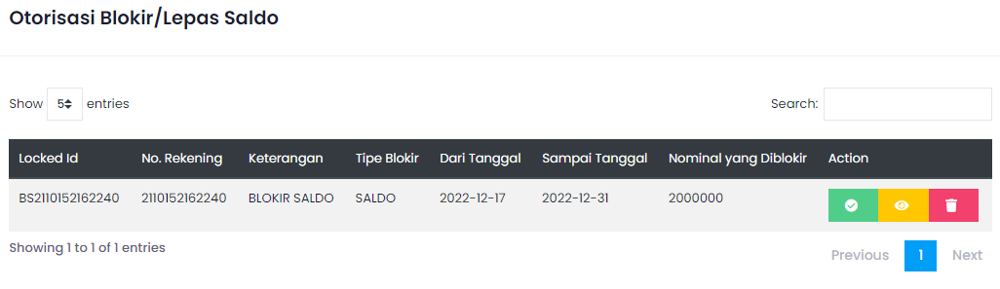 Otorisasi Blokir/Lepas Saldo
Show 5 entries Search:
Locked Id No. Rekening Keterangan Tipe Blokir Dari Tanggal Sampai Tanggal Nominal yang Diblokir Action
BS2110152162240 2110152162240 BLOKIR SALDO SALDO 2022-12-17 2022-12-31 2000000
Showing 1 to 1 of 1 entries
Previous 1 Next